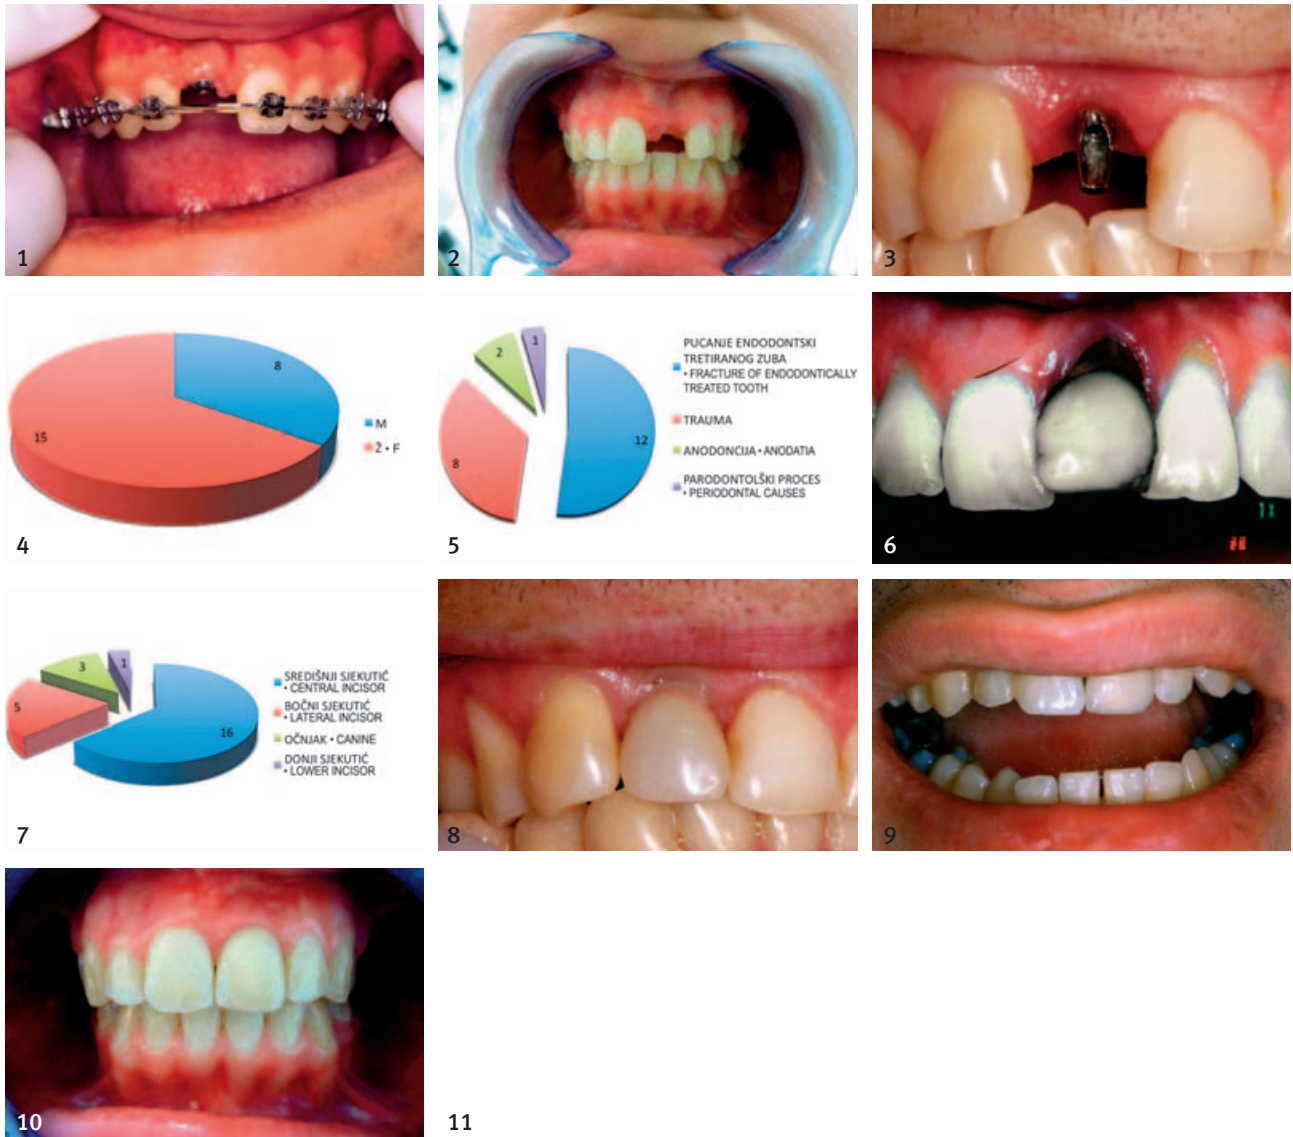 1
2
3
8
15
M
Ž • F
4
2
1
12
8
PUCANJE ENDODONTSKI
TRETIRANOG ZUBA
• FRACTURE OF ENDODONTICALLY
TREATED TOOTH
TRAUMA
ANODONCIJA • ANODATIA
PARODONTOLŠKI PROCES
• PERIODONTAL CAUSES
5
11
28
6
3
1
5
16
SREDIŠNJI SJEKUTIĆ
• CENTRAL INCISOR
BOČNI SJEKUTIĆ
• LATERAL INCISOR
OČNJAK • CANINE
DONJI SJEKUTIĆ
• LOWER INCISOR
7
8
9
10
11